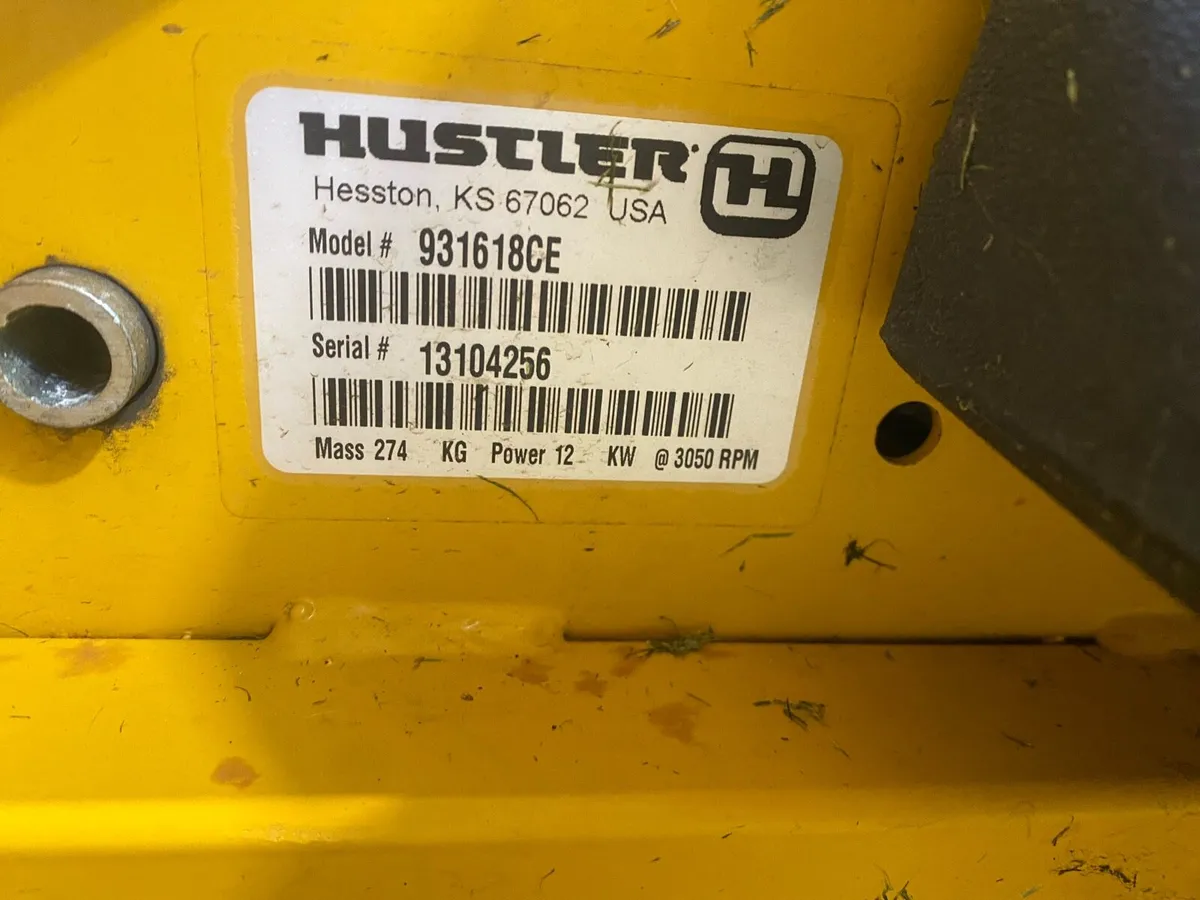 HUSTLER
H
Hesston, KS 67062 USA
Model # 931618CE
Serial # 13104256
Mass 274 KG Power 12 KW @ 3050 RPM